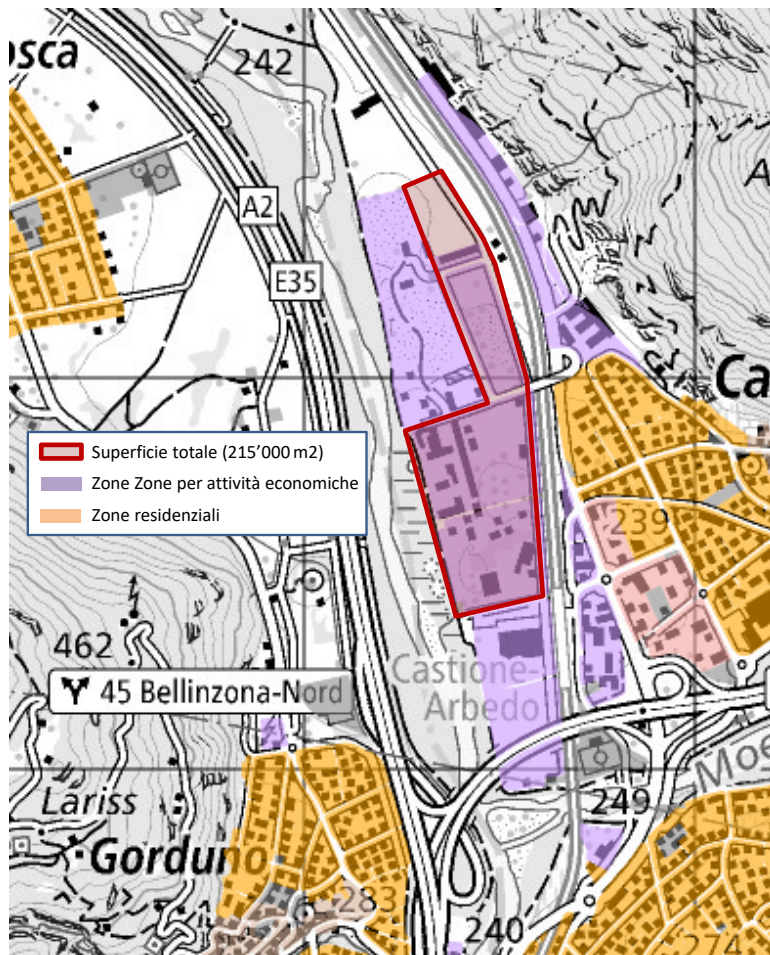 osca
242
A
A2
E35
Ca
Superficie totale (215’000 m2)
Zone Zone per attività economiche
Zone residenziali
239
462
Castione-
Arbedo
45 Bellinzona-Nord
Moe
Lariss
249
Gorduno
283
240
274